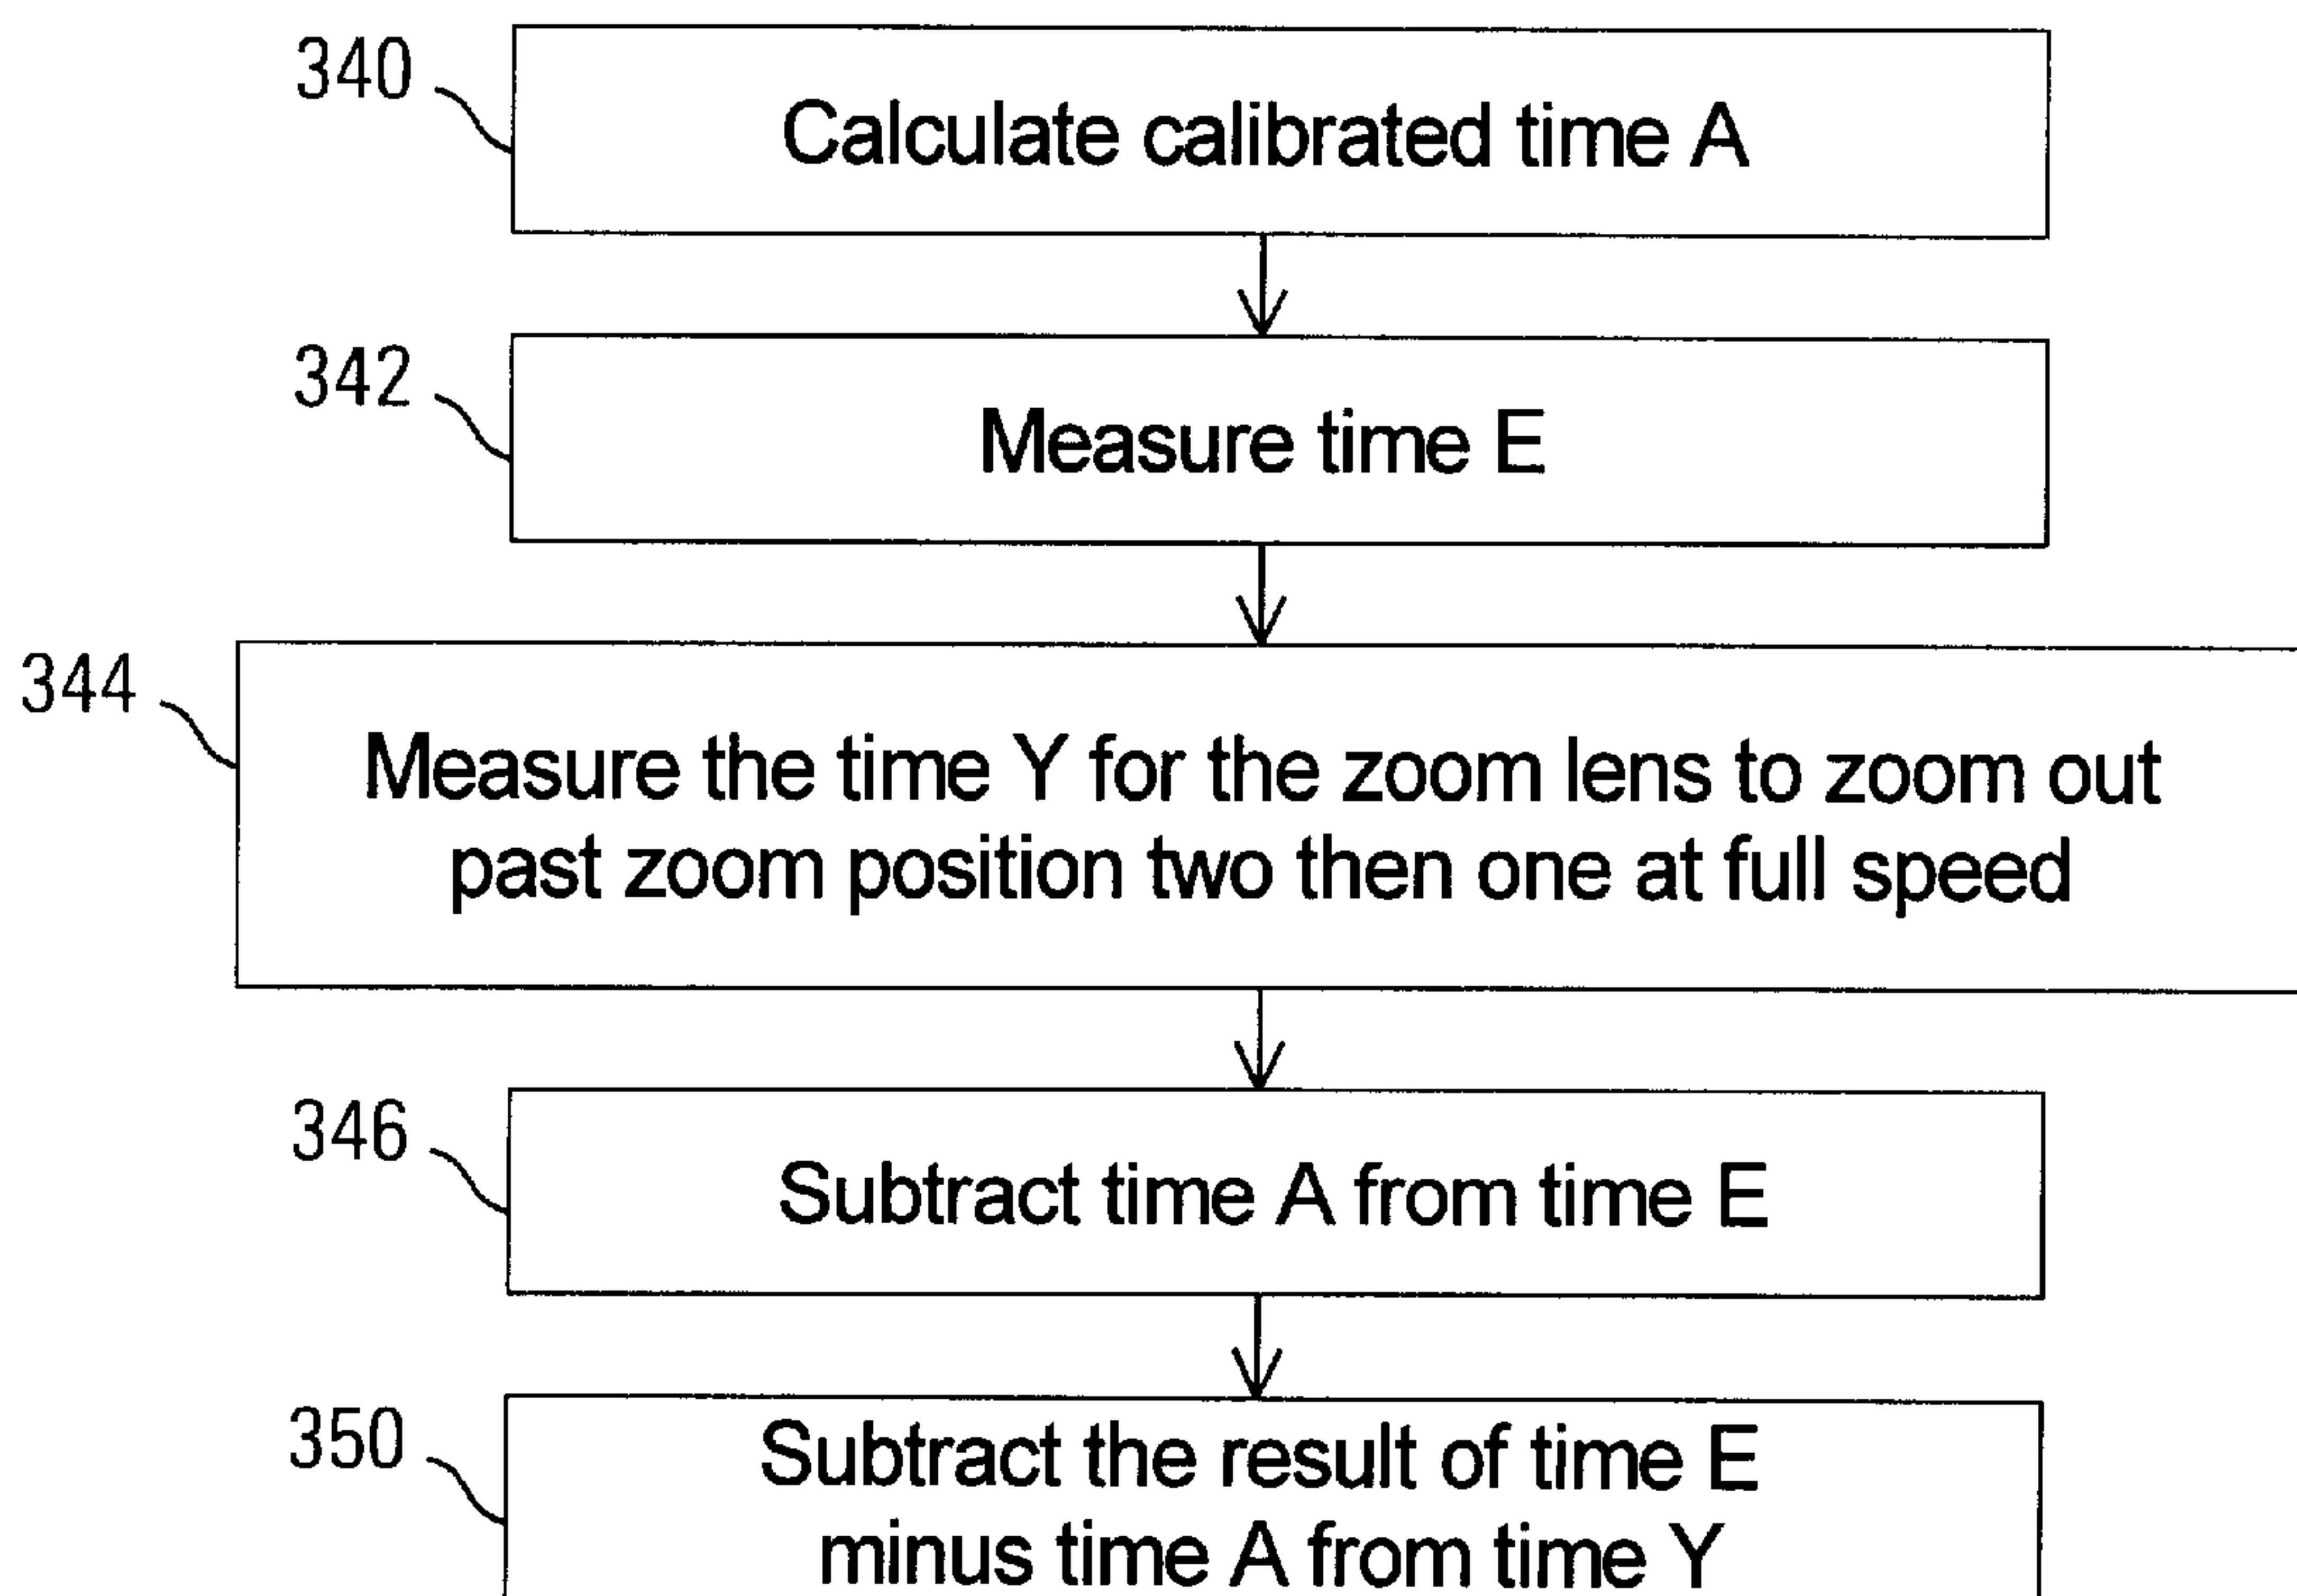 340
Calculate calibrated time A
342
Measure time E
344
Measure the time Y for the zoom lens to zoom out
past zoom position two then one at full speed
346
Subtract time A from time E
350
Subtract the result of time E
minus time A from time Y